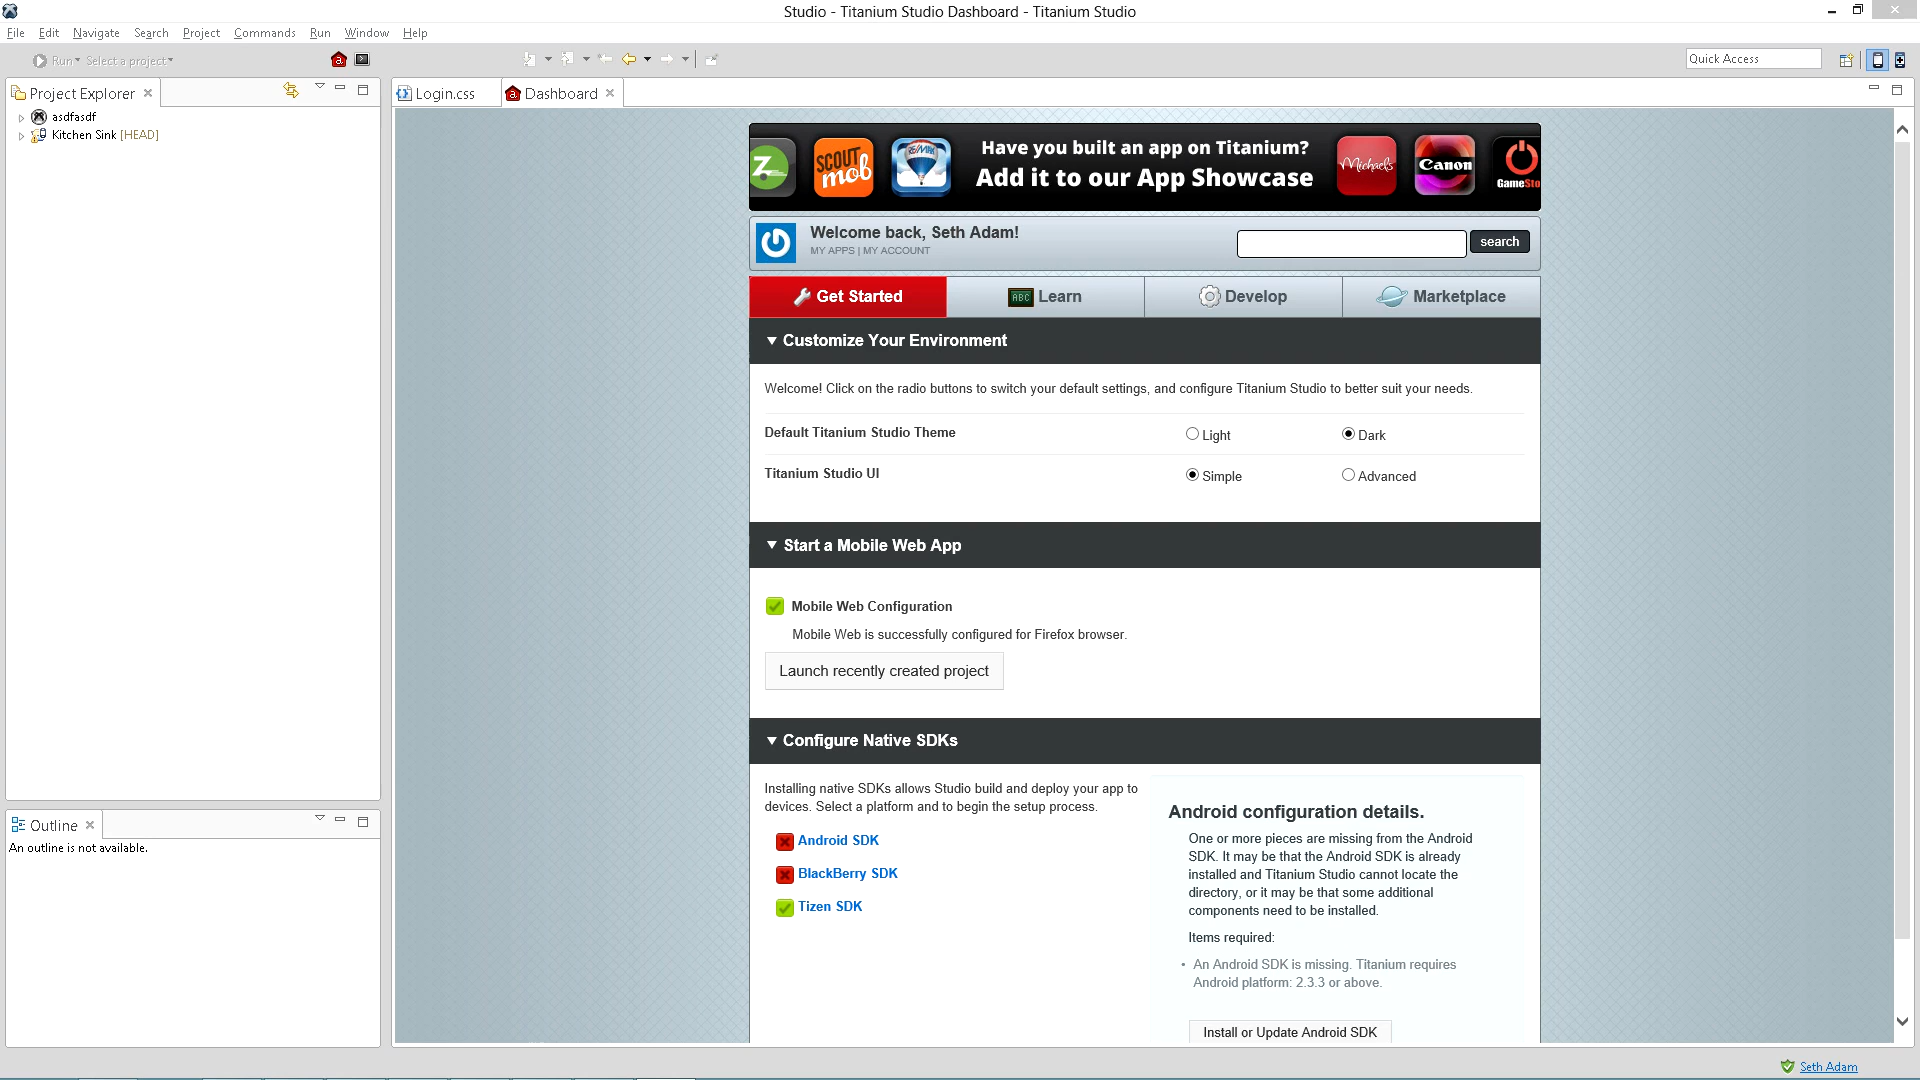 Studio - Titanium Studio Dashboard - Titanium Studio
File Edit Navigate Search Project Commands Run Window Help
Run Select a project
Quick Access
Project Explorer
asdfasdf
Kitchen Sink [HEAD]
Login.css
Dashboard
Z
SCOUT mob
RE/MAX
Have you built an app on Titanium?
Add it to our App Showcase
Michaels
Canon
GameSto
Welcome back, Seth Adam!
MY APPS | MY ACCOUNT
search
Get Started
ABC Learn
Develop
Marketplace
Customize Your Environment
Welcome! Click on the radio buttons to switch your default settings, and configure Titanium Studio to better suit your needs.
Default Titanium Studio Theme
Light
Dark
Titanium Studio UI
Simple
Advanced
Start a Mobile Web App
Mobile Web Configuration
Mobile Web is successfully configured for Firefox browser.
Launch recently created project
Configure Native SDKs
Installing native SDKs allows Studio build and deploy your app to
devices. Select a platform and to begin the setup process.
Android SDK
BlackBerry SDK
Tizen SDK
Android configuration details.
One or more pieces are missing from the Android
SDK. It may be that the Android SDK is already
installed and Titanium Studio cannot locate the
directory, or it may be that some additional
components need to be installed.
Items required:
• An Android SDK is missing. Titanium requires
Android platform: 2.3.3 or above.
Install or Update Android SDK
Outline
An outline is not available.
Seth Adam